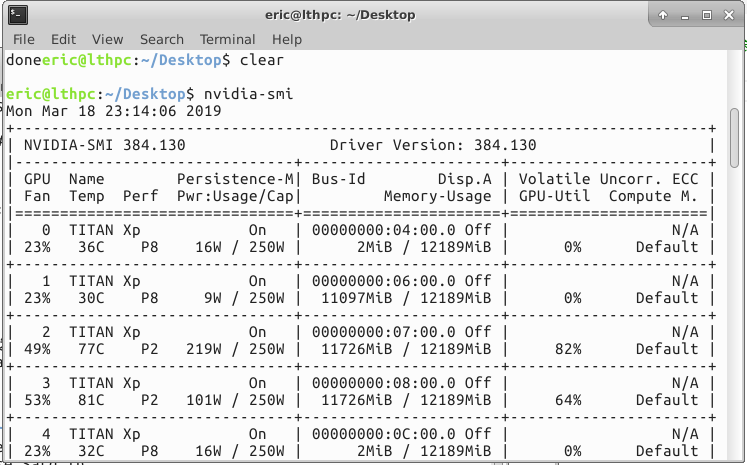 eric@lthpc: ~/Desktop
File Edit View Search Terminal Help
doneeric@lthpc:~/Desktop$ clear
eric@lthpc:~/Desktop$ nvidia-smi
Mon Mar 18 23:14:06 2019
+-----------------------------------------------------------------------------+
| NVIDIA-SMI 384.130                Driver Version: 384.130                   |
|-------------------------------+----------------------+----------------------+
| GPU  Name        Persistence-M| Bus-Id        Disp.A | Volatile Uncorr. ECC |
| Fan  Temp  Perf  Pwr:Usage/Cap|         Memory-Usage | GPU-Util  Compute M. |
|===============================+======================+======================|
|   0  TITAN Xp            On   | 00000000:04:00.0 Off |                  N/A |
| 23%   36C    P8    16W / 250W |      2MiB / 12189MiB |      0%      Default |
+-------------------------------+----------------------+----------------------+
|   1  TITAN Xp            On   | 00000000:06:00.0 Off |                  N/A |
| 23%   30C    P8     9W / 250W |  11097MiB / 12189MiB |      0%      Default |
+-------------------------------+----------------------+----------------------+
|   2  TITAN Xp            On   | 00000000:07:00.0 Off |                  N/A |
| 49%   77C    P2   219W / 250W |  11726MiB / 12189MiB |     82%      Default |
+-------------------------------+----------------------+----------------------+
|   3  TITAN Xp            On   | 00000000:08:00.0 Off |                  N/A |
| 53%   81C    P2   101W / 250W |  11726MiB / 12189MiB |     64%      Default |
+-------------------------------+----------------------+----------------------+
|   4  TITAN Xp            On   | 00000000:0C:00.0 Off |                  N/A |
| 23%   32C    P8    16W / 250W |      2MiB / 12189MiB |      0%      Default |